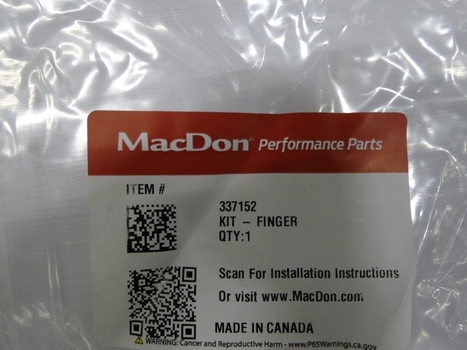 MacDon® Performance Parts
ITEM #
337152
KIT – FINGER
QTY:1
Scan For Installation Instructions
Or visit www.MacDon.com
MADE IN CANADA
WARNING: Cancer and Reproductive Harm - www.P65Warnings.ca.gov